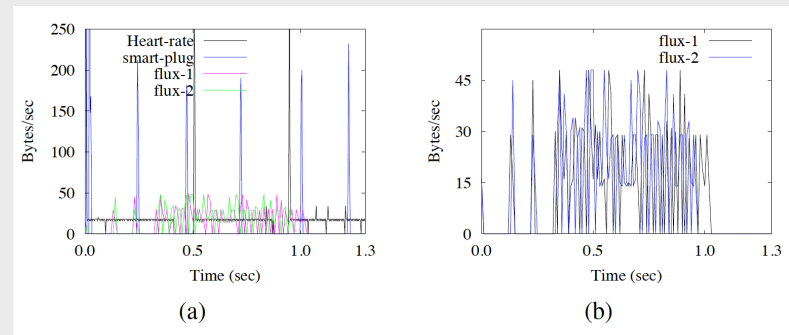 Heart-rate
smart-plug
flux-1
flux-2
250
200
150
100
50
0
Bytes/sec
0.0 0.5 1.0 1.3
Time (sec)
(a)
flux-1
flux-2
45
30
15
0
Bytes/sec
0.0 0.5 1.0 1.3
Time (sec)
(b)